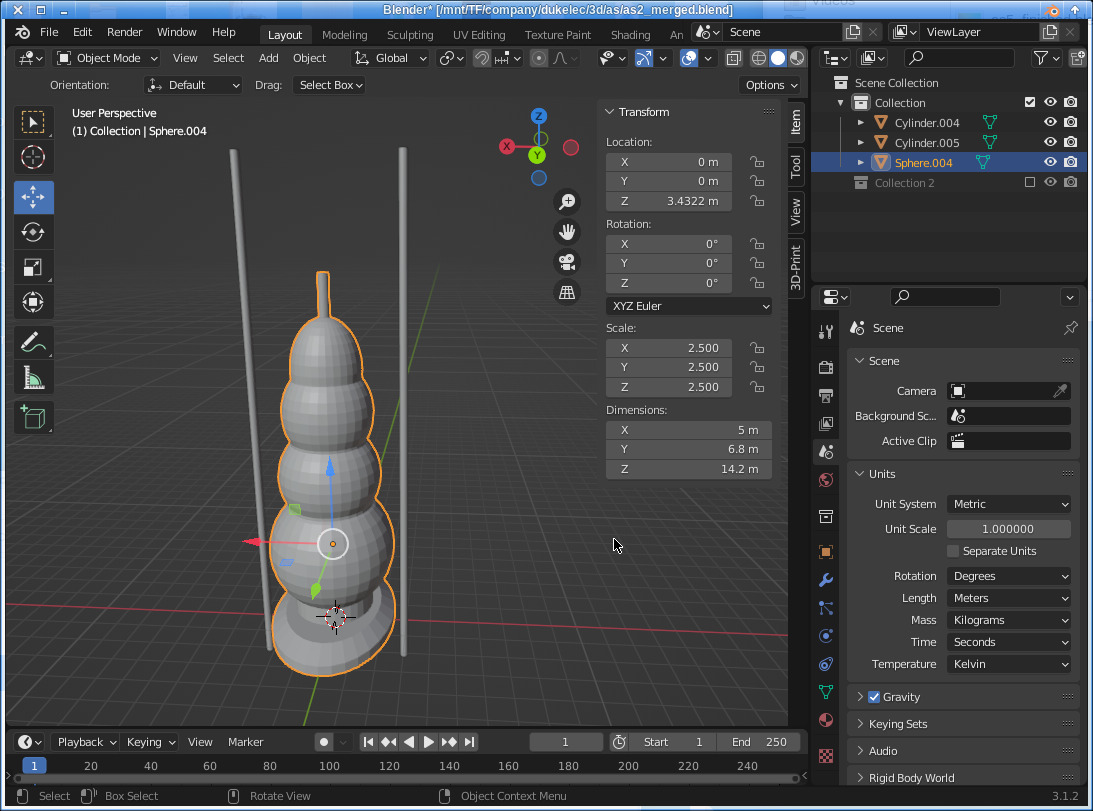 Blender* [/mnt/TF/company/dukelec/3d/as/as2_merged.blend]
File Edit Render Window Help Layout Modeling Sculpting UV Editing Texture Paint Shading An Scene ViewLayer
Object Mode View Select Add Object Global
Orientation: Default Drag: Select Box Options
User Perspective
(1) Collection | Sphere.004
X
Y
Z
Transform
Location:
X 0 m
Y 0 m
Z 3.4322 m
Rotation:
X 0°
Y 0°
Z 0°
XYZ Euler
Scale:
X 2.500
Y 2.500
Z 2.500
Dimensions:
X 5 m
Y 6.8 m
Z 14.2 m
Item
Tool
View
3D-Print
Scene Collection
Collection
Cylinder.004
Cylinder.005
Sphere.004
Collection 2
Scene
Scene
Camera
Background Sc...
Active Clip
Units
Unit System Metric
Unit Scale 1.000000
Separate Units
Rotation Degrees
Length Meters
Mass Kilograms
Time Seconds
Temperature Kelvin
Gravity
Keying Sets
Audio
Rigid Body World
Playback Keying View Marker 1 Start 1 End 250
1 20 40 60 80 100 120 140 160 180 200 220 240
Select Box Select Rotate View Object Context Menu 3.1.2